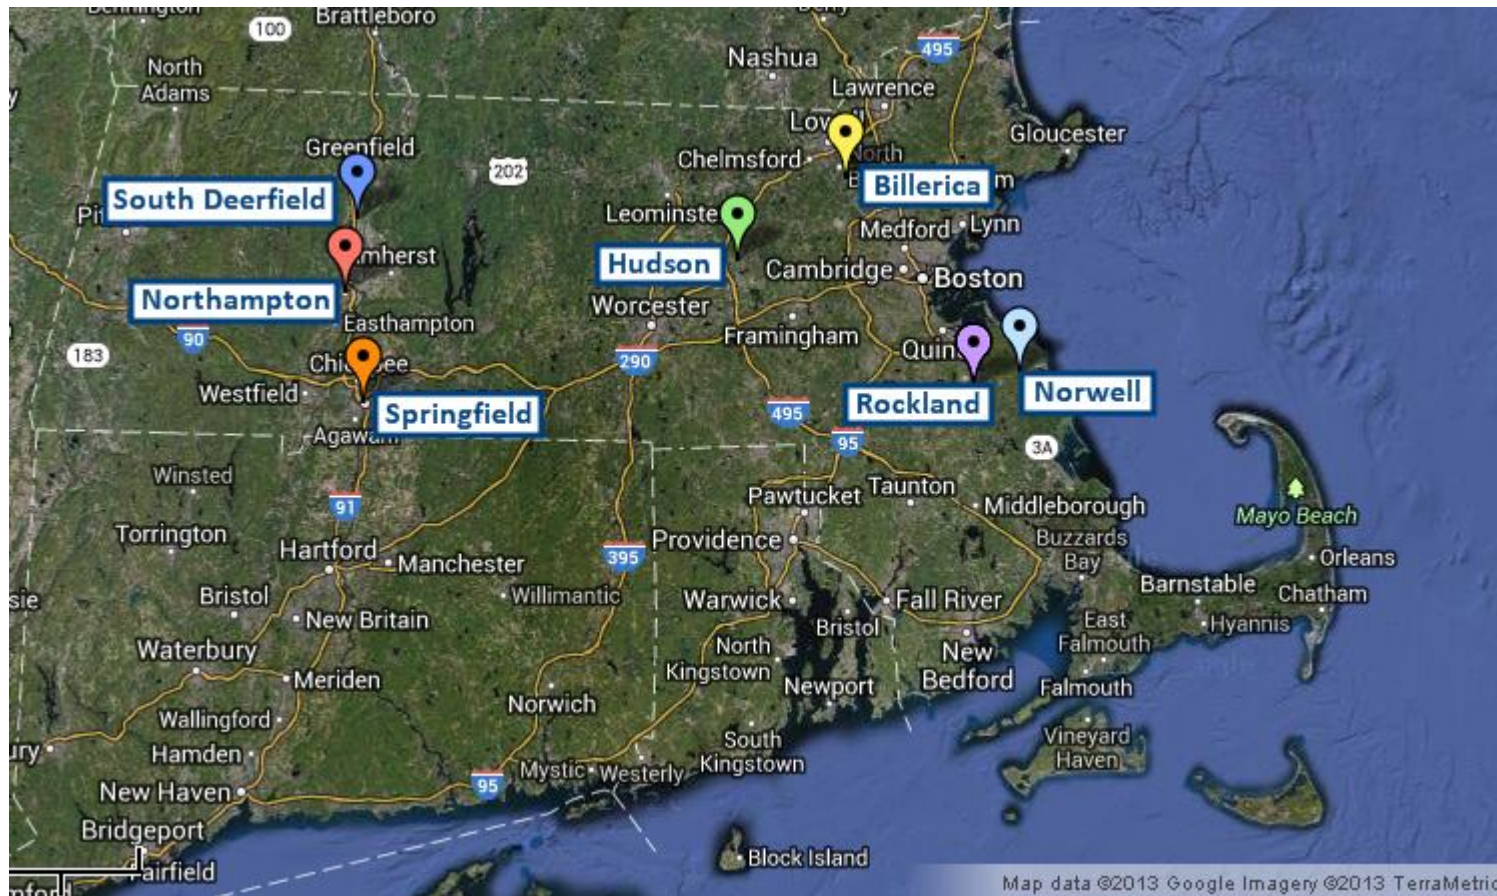 Brattleboro
100
495
Nashua
North
Adams
Lawrence
Gloucester
Greenfield
202
Chelmsford
North
South Deerfield
Billerica
Leominste
Medford
Lynn
Hudson
Cambridge
Boston
Northampton
Worcester
Easthampton
90
Framingham
183
290
Westfield
Rockland
Norwell
Springfield
495
95
3A
Winsted
91
Pawtucket
Taunton
Middleborough
Mayo Beach
Torrington
Hartford
Manchester
395
Providence
Buzzards
Bay
Orleans
Barnstable
Chatham
Bristol
New Britain
Willimantic
Warwick
Fall River
Bristol
East
Falmouth
Hyannis
Waterbury
Meriden
North
Kingstown
Newport
New
Bedford
Falmouth
Wallingford
Norwich
Hamden
South
Kingstown
Vineyard
Haven
New Haven
95
Mystic
Westerly
Bridgeport
Fairfield
Block Island
Map data ©2013 Google Imagery ©2013 TerraMetric